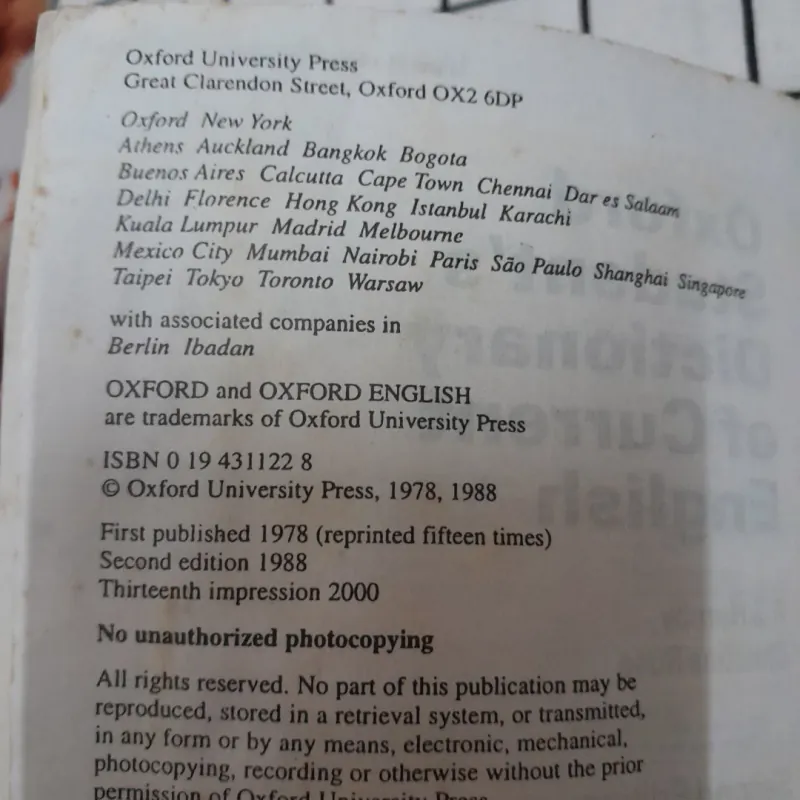 Oxford University Press
Great Clarendon Street, Oxford OX2 6DP
Oxford New York
Athens Auckland Bangkok Bogota
Buenos Aires Calcutta Cape Town Chennai Dar es Salaam
Delhi Florence Hong Kong Istanbul Karachi
Kuala Lumpur Madrid Melbourne
Mexico City Mumbai Nairobi Paris São Paulo Shanghai Singapore
Taipei Tokyo Toronto Warsaw
with associated companies in
Berlin Ibadan
OXFORD and OXFORD ENGLISH
are trademarks of Oxford University Press
ISBN 0 19 431122 8
© Oxford University Press, 1978, 1988
First published 1978 (reprinted fifteen times)
Second edition 1988
Thirteenth impression 2000
No unauthorized photocopying
All rights reserved. No part of this publication may be
reproduced, stored in a retrieval system, or transmitted,
in any form or by any means, electronic, mechanical,
photocopying, recording or otherwise without the prior
permission of Oxford University Press